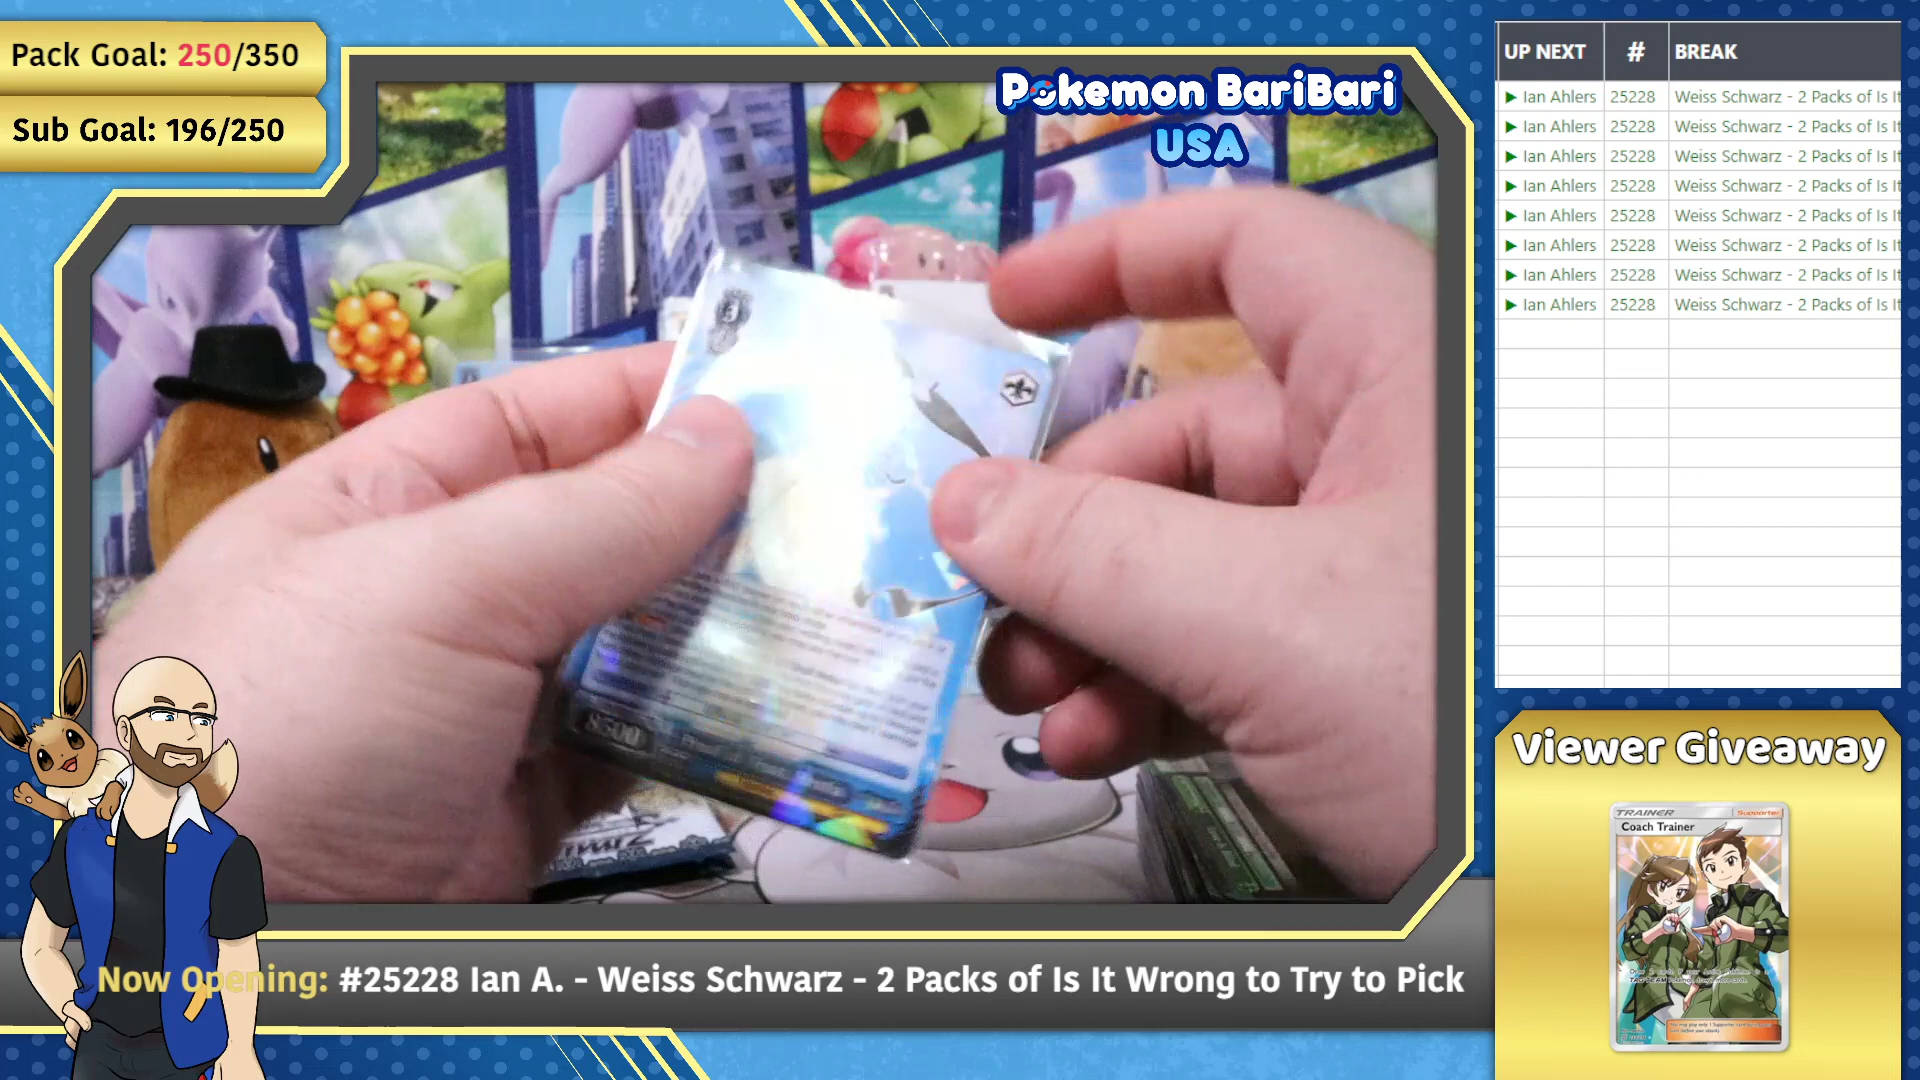 Pack Goal: 250/350
Sub Goal: 196/250
Pokemon BariBari
USA
UP NEXT # BREAK
▶ Ian Ahlers 25228 Weiss Schwarz - 2 Packs of Is It
▶ Ian Ahlers 25228 Weiss Schwarz - 2 Packs of Is It
▶ Ian Ahlers 25228 Weiss Schwarz - 2 Packs of Is It
▶ Ian Ahlers 25228 Weiss Schwarz - 2 Packs of Is It
▶ Ian Ahlers 25228 Weiss Schwarz - 2 Packs of Is It
▶ Ian Ahlers 25228 Weiss Schwarz - 2 Packs of Is It
▶ Ian Ahlers 25228 Weiss Schwarz - 2 Packs of Is It
▶ Ian Ahlers 25228 Weiss Schwarz - 2 Packs of Is It
3
8500
Viewer Giveaway
TRAINER Supporter
Coach Trainer
Now Opening: #25228 Ian A. - Weiss Schwarz - 2 Packs of Is It Wrong to Try to Pick